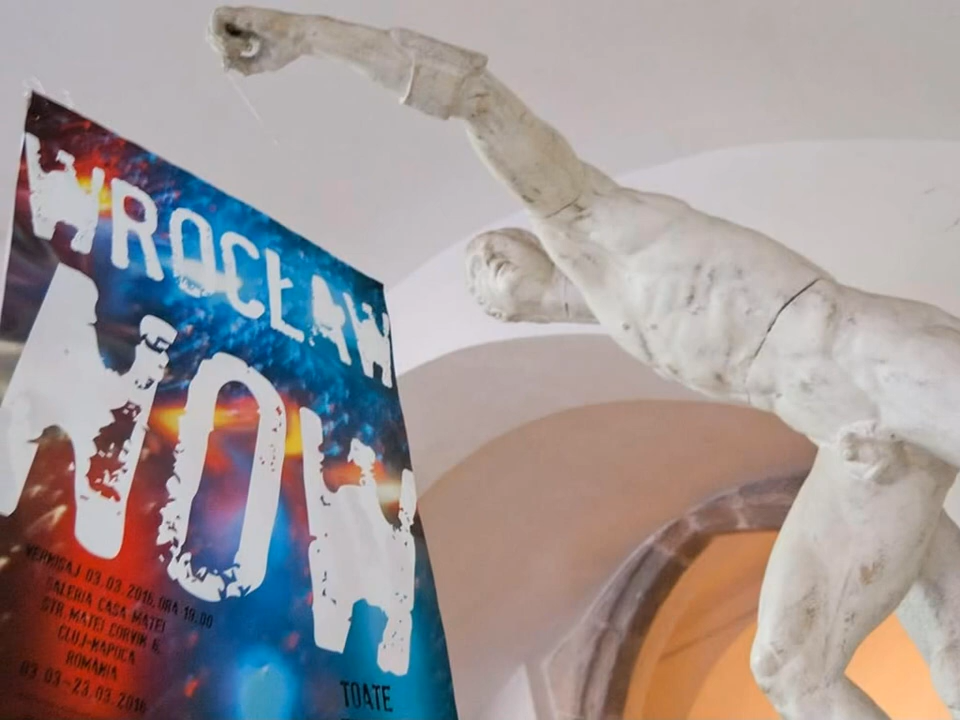 WROCŁAW
NOW
VERNISAJ 03.03.2016, ORA 19:00
GALERIA CASA MATEI
STR. MATEI CORVIN 6.
CLUJ-NAPOCA
ROMANIA
03.03-23.03.2016
TOATE